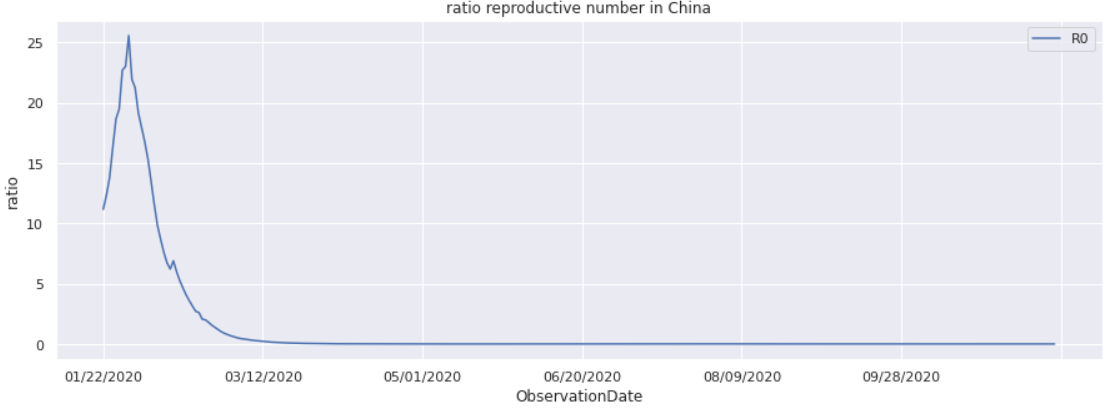 ratio reproductive number in China
R0
25
20
15
10
5
0
ratio
01/22/2020 03/12/2020 05/01/2020 06/20/2020 08/09/2020 09/28/2020
ObservationDate